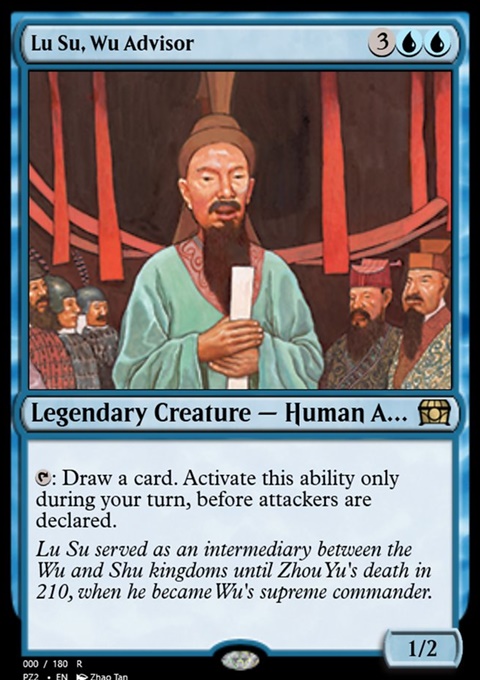 Lu Su, Wu Advisor 3
Legendary Creature — Human A...
: Draw a card. Activate this ability only
during your turn, before attackers are
declared.
Lu Su served as an intermediary between the
Wu and Shu kingdoms until Zhou Yu's death in
210, when he became Wu's supreme commander.
1/2
000 / 180 R
PZ2 • EN Zhao Tan